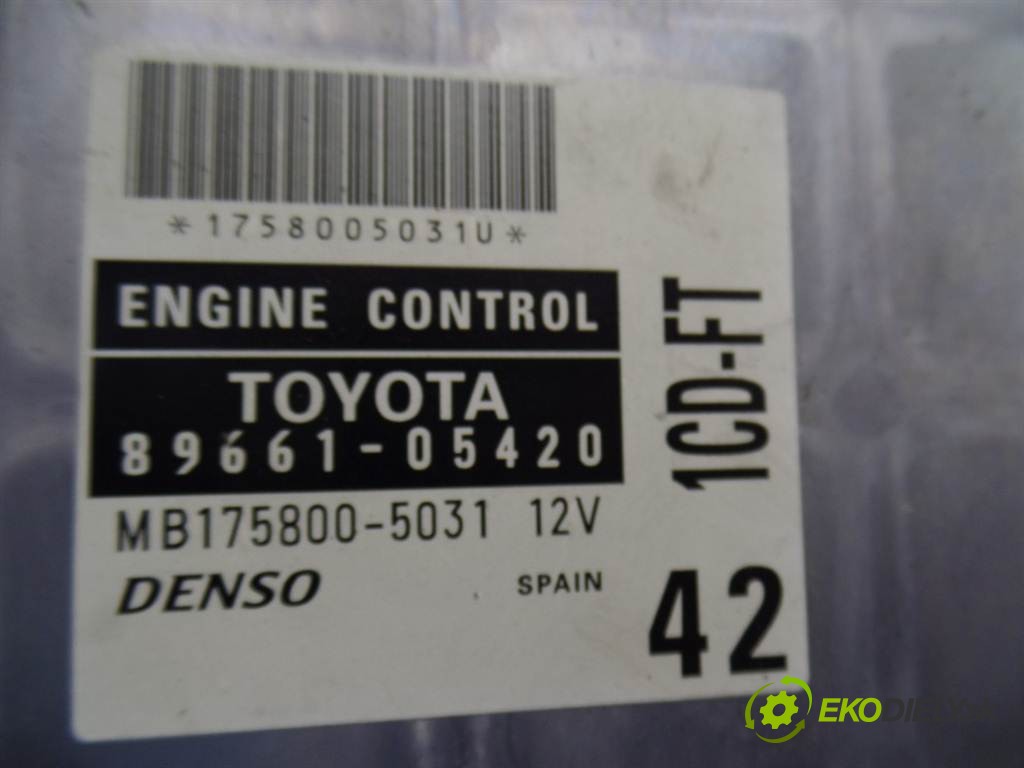 *1758005031U*
ENGINE CONTROL
TOYOTA
89661-05420
MB175800-5031 12V
DENSO SPAIN
1CD-FT
42